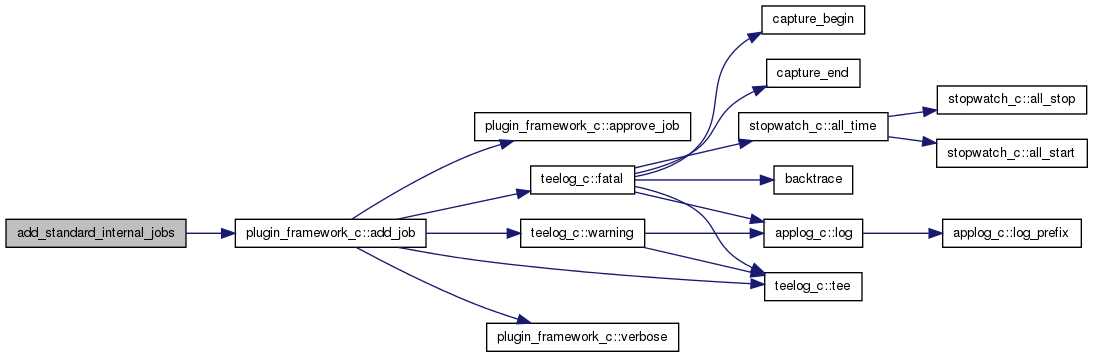 capture_begin
capture_end
stopwatch_c::all_stop
plugin_framework_c::approve_job
stopwatch_c::all_time
stopwatch_c::all_start
teelog_c::fatal
backtrace
add_standard_internal_jobs
plugin_framework_c::add_job
teelog_c::warning
applog_c::log
applog_c::log_prefix
teelog_c::tee
plugin_framework_c::verbose